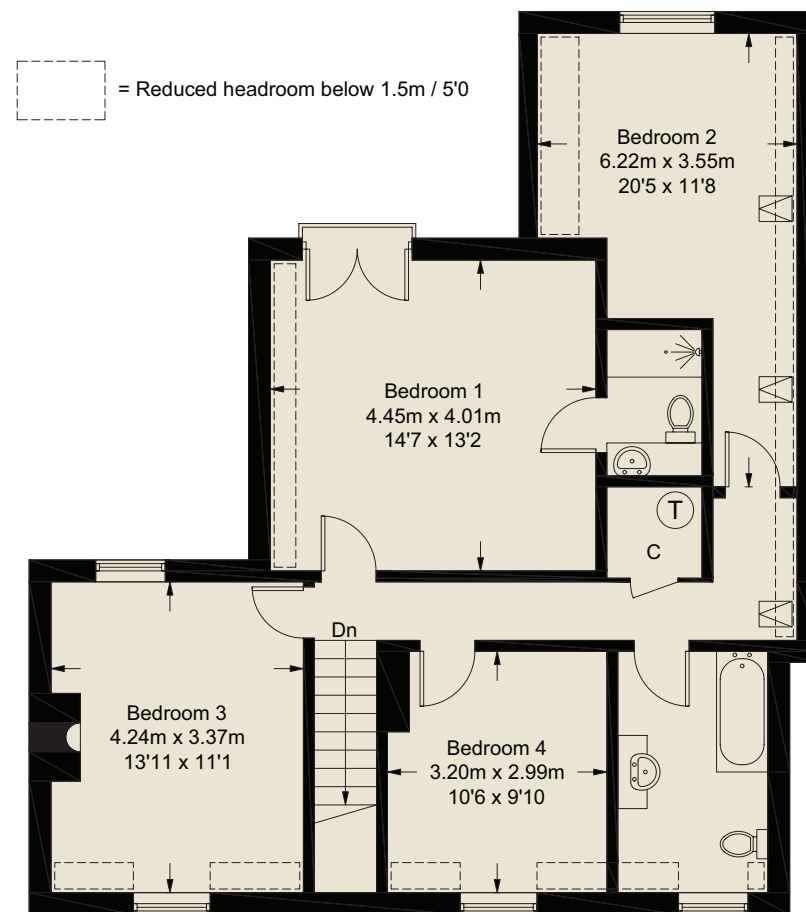 = Reduced headroom below 1.5m / 5'0
Bedroom 2
6.22m x 3.55m
20'5 x 11'8
Bedroom 1
4.45m x 4.01m
14'7 x 13'2
T
C
Dn
Bedroom 3
4.24m x 3.37m
13'11 x 11'1
Bedroom 4
3.20m x 2.99m
10'6 x 9'10